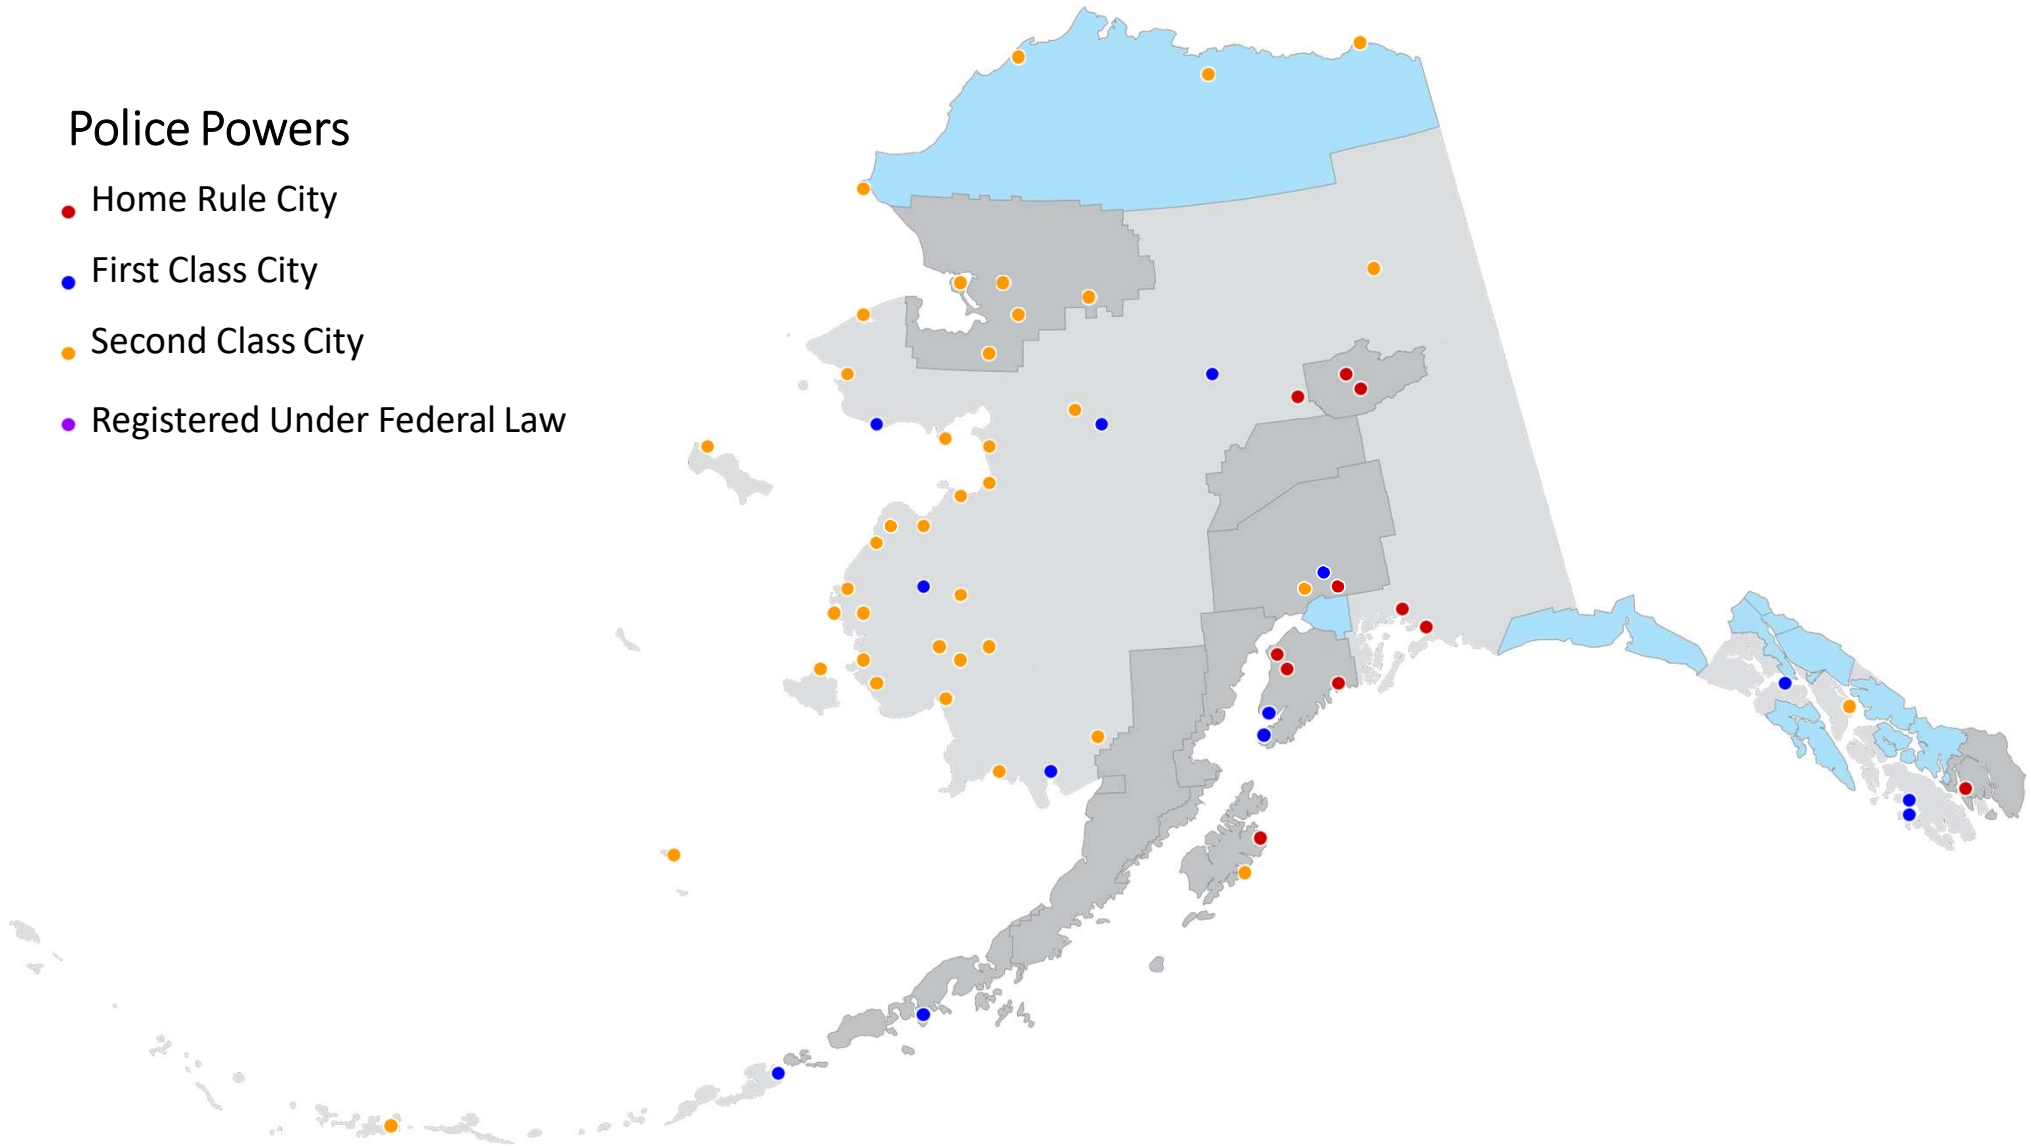 Police Powers
Home Rule City
First Class City
Second Class City
Registered Under Federal Law